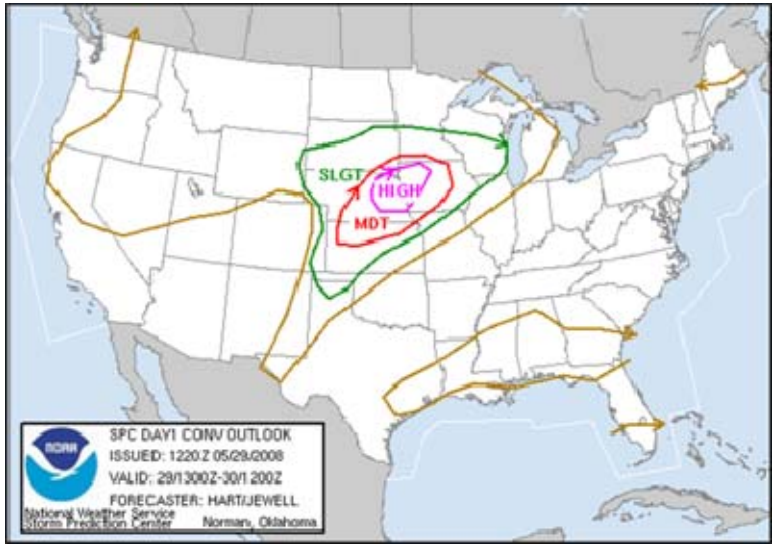 SLGT
HIGH
MDT
SPC DAY1 CONV OUTLOOK
ISSUED: 1220Z 05/29/2008
VALID: 29/1300Z-30/1200Z
FORECASTER: HART/JEWELL
National Weather Service
Storm Prediction Center Norman, Oklahoma
NOAA